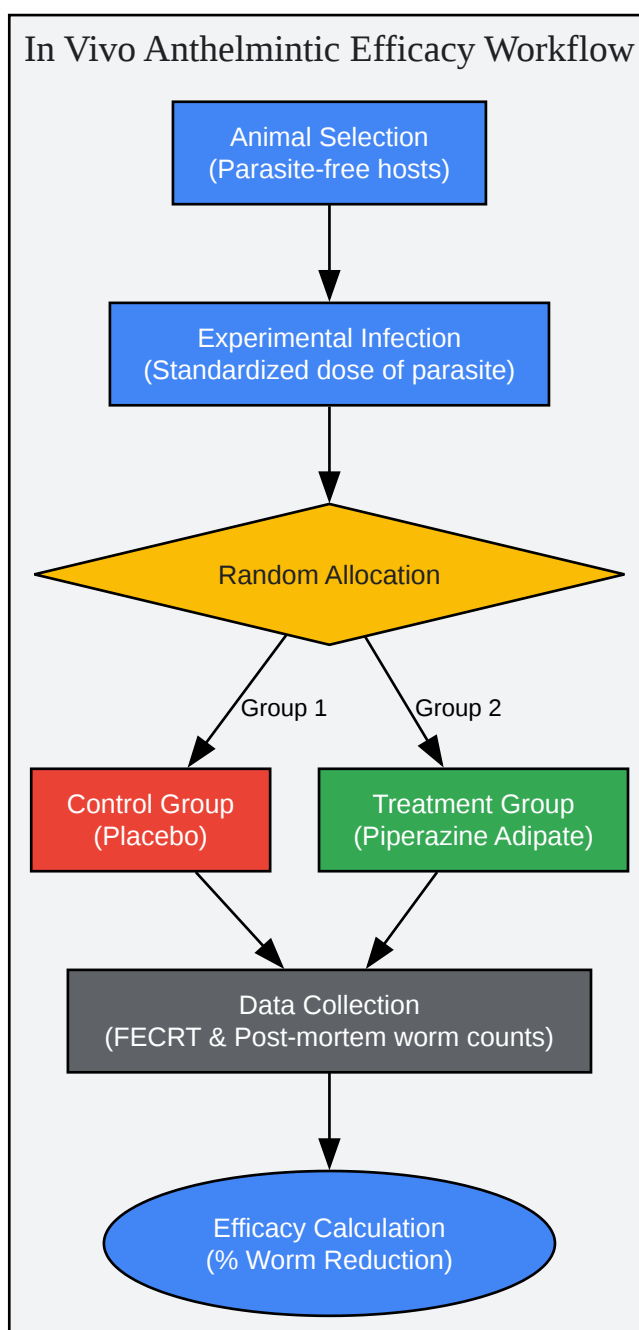 In Vivo Anthelmintic Efficacy Workflow
Animal Selection
(Parasite-free hosts)
Experimental Infection
(Standardized dose of parasite)
Random Allocation
Group 1
Group 2
Control Group
(Placebo)
Treatment Group
(Piperazine Adipate)
Data Collection
(FECRT & Post-mortem worm counts)
Efficacy Calculation
(% Worm Reduction)